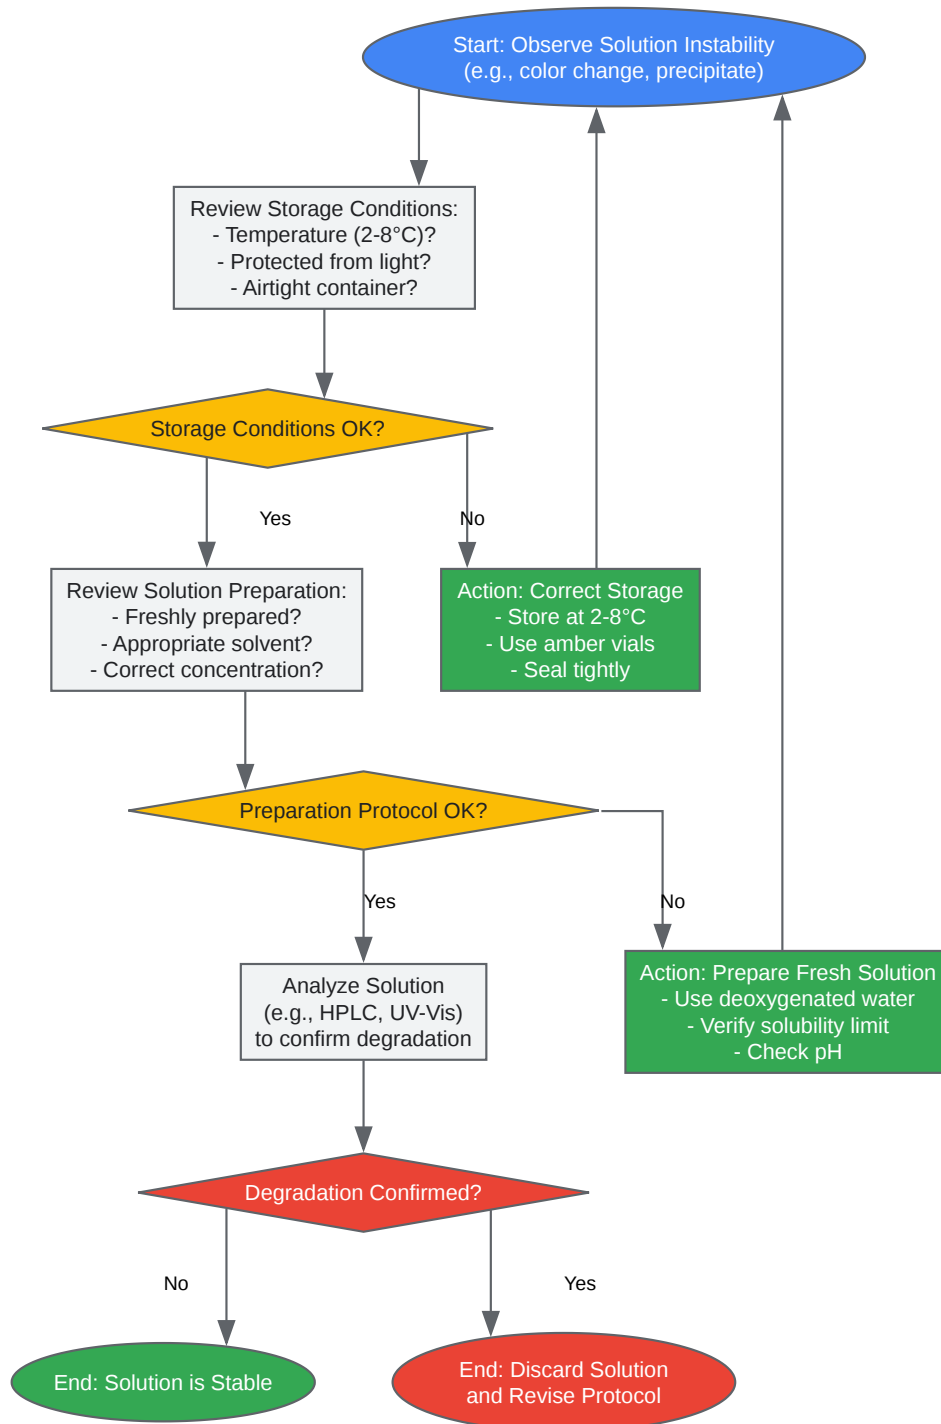 Start: Observe Solution Instability
(e.g., color change, precipitate)
Review Storage Conditions:
- Temperature (2-8°C)?
- Protected from light?
- Airtight container?
Storage Conditions OK?
Yes
No
Review Solution Preparation:
- Freshly prepared?
- Appropriate solvent?
- Correct concentration?
Action: Correct Storage
- Store at 2-8°C
- Use amber vials
- Seal tightly
Preparation Protocol OK?
Yes
No
Analyze Solution
(e.g., HPLC, UV-Vis)
to confirm degradation
Action: Prepare Fresh Solution
- Use deoxygenated water
- Verify solubility limit
- Check pH
Degradation Confirmed?
No
Yes
End: Solution is Stable
End: Discard Solution
and Revise Protocol